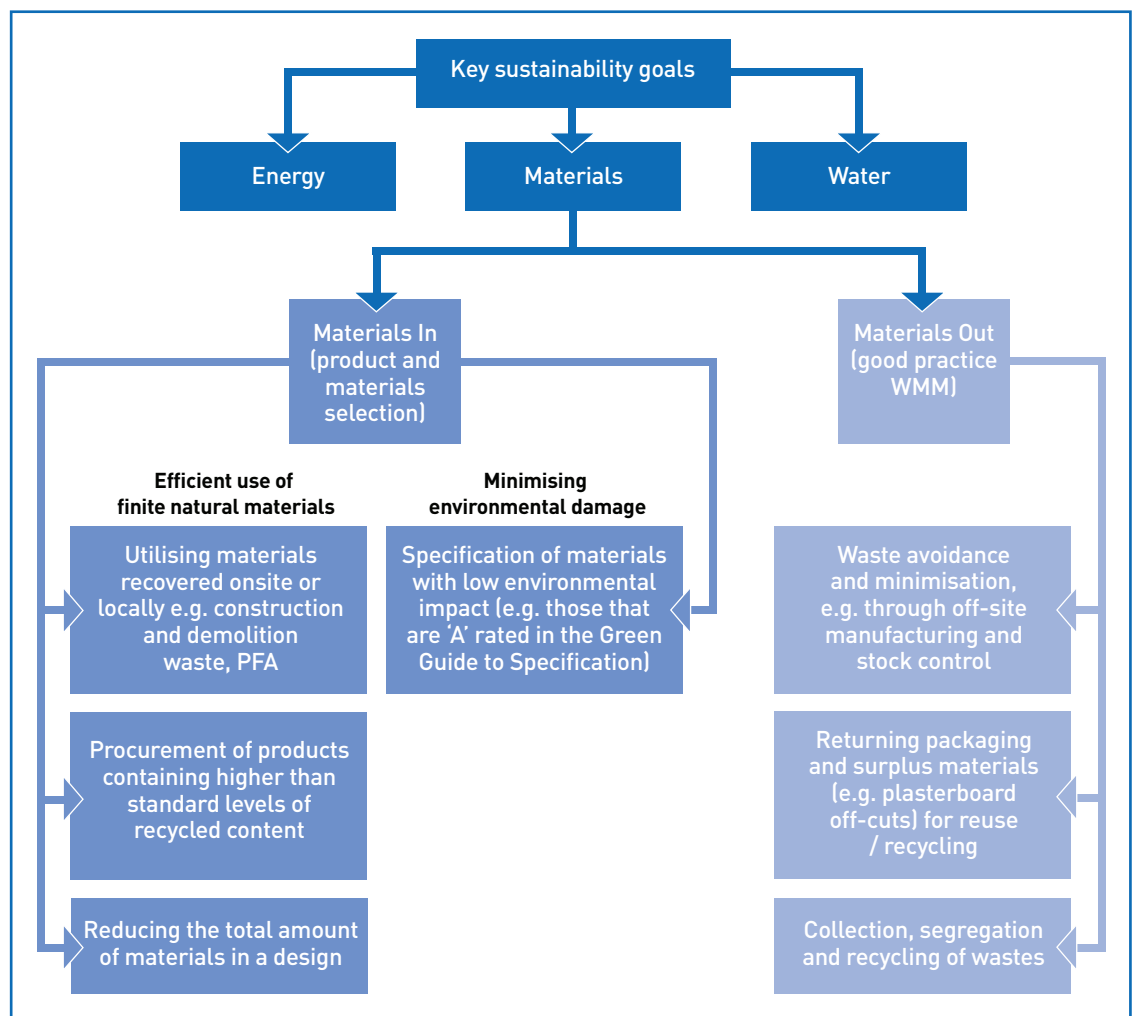 Key sustainability goals
Energy
Materials
Water
Materials In
(product and
materials
selection)
Materials Out
(good practice
WMM)
Efficient use of
finite natural materials
Minimising
environmental damage
Utilising materials
recovered onsite or
locally e.g. construction
and demolition
waste, PFA
Specification of materials
with low environmental
impact (e.g. those that
are ‘A’ rated in the Green
Guide to Specification)
Waste avoidance
and minimisation,
e.g. through off-site
manufacturing and
stock control
Procurement of products
containing higher than
standard levels of
recycled content
Returning packaging
and surplus materials
(e.g. plasterboard
off-cuts) for reuse
/ recycling
Reducing the total amount
of materials in a design
Collection, segregation
and recycling of wastes